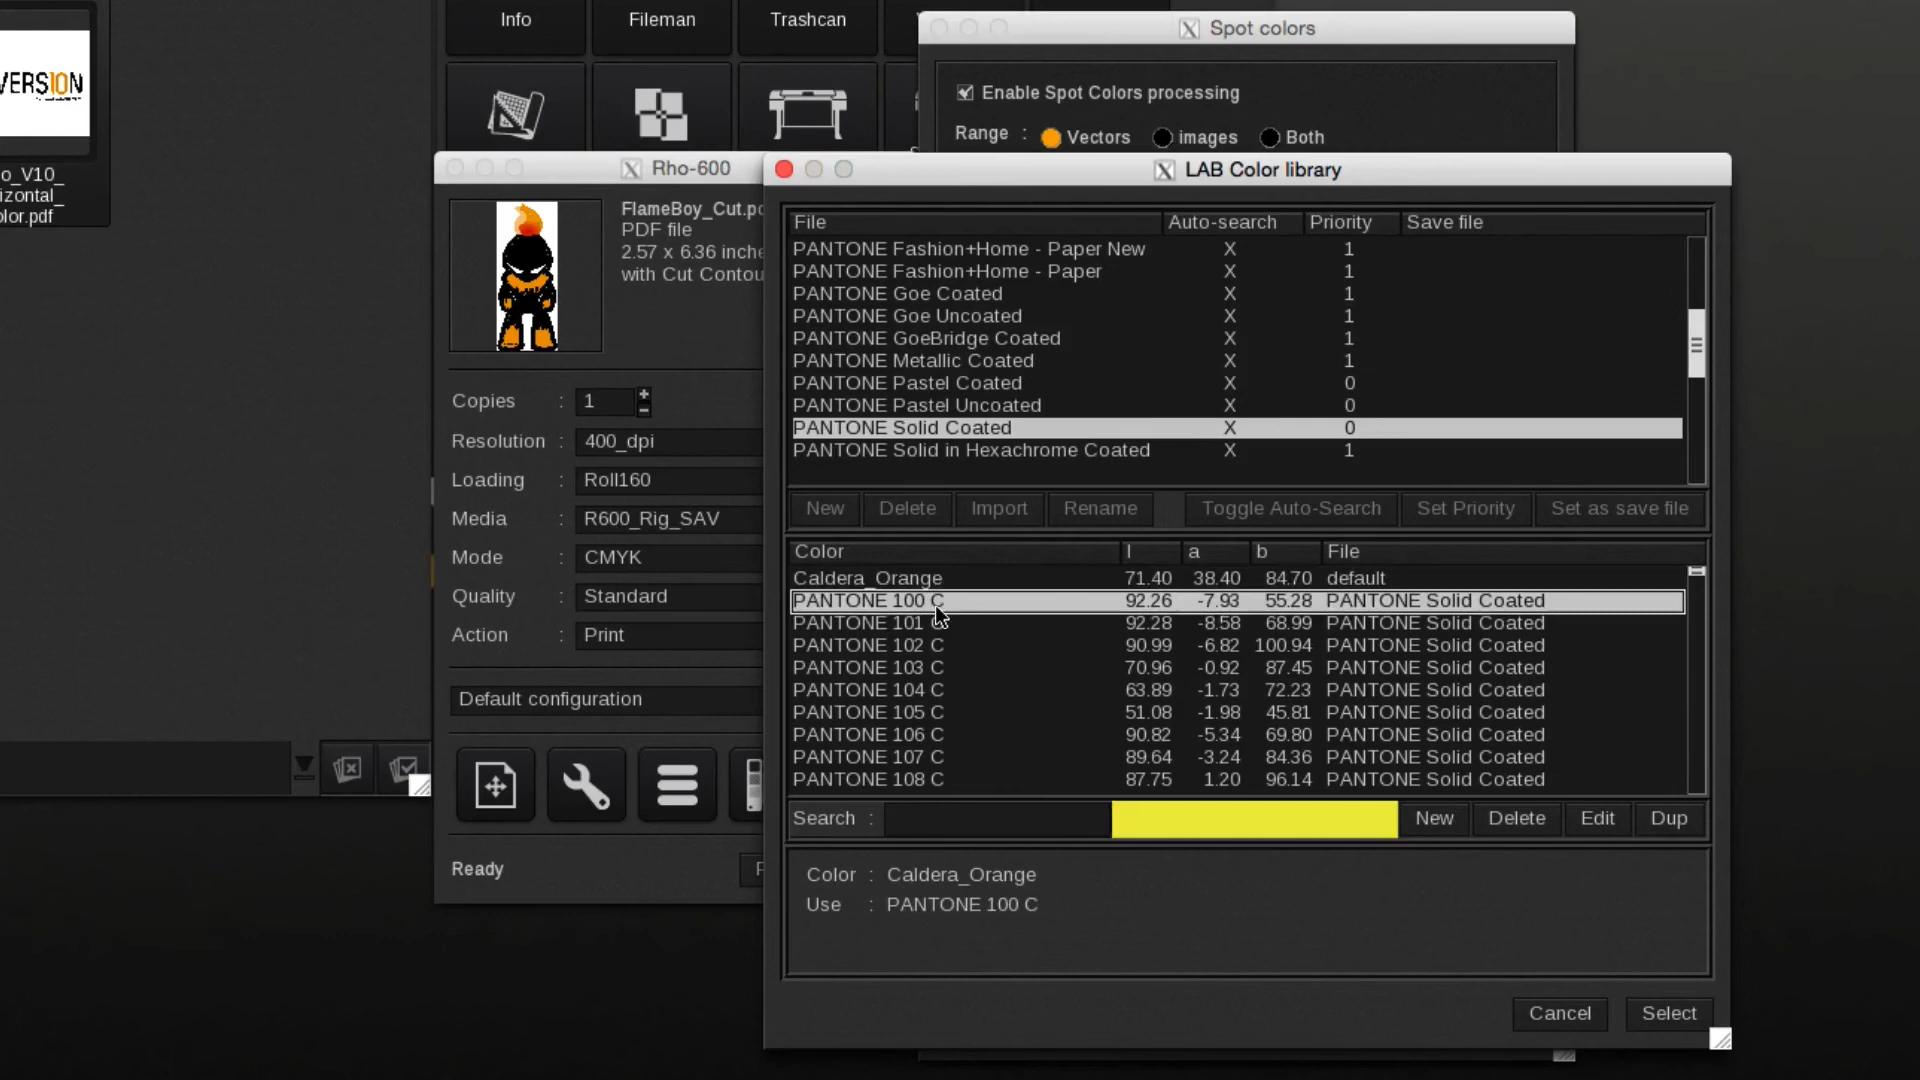 Info
Fileman
Trashcan
VERSION
o_V10_
izontal_
olor.pdf
Spot colors
Enable Spot Colors processing
Range : Vectors images Both
Rho-600
FlameBoy_Cut.pd
PDF file
2.57 x 6.36 inche
with Cut Contou
Copies : 1
Resolution : 400_dpi
Loading : Roll160
Media : R600_Rig_SAV
Mode : CMYK
Quality : Standard
Action : Print
Default configuration
Ready
LAB Color library
File Auto-search Priority Save file
PANTONE Fashion+Home - Paper New X 1
PANTONE Fashion+Home - Paper X 1
PANTONE Goe Coated X 1
PANTONE Goe Uncoated X 1
PANTONE GoeBridge Coated X 1
PANTONE Metallic Coated X 1
PANTONE Pastel Coated X 0
PANTONE Pastel Uncoated X 0
PANTONE Solid Coated X 0
PANTONE Solid in Hexachrome Coated X 1
New Delete Import Rename Toggle Auto-Search Set Priority Set as save file
Color l a b File
Caldera_Orange 71.40 38.40 84.70 default
PANTONE 100 C 92.26 -7.93 55.28 PANTONE Solid Coated
PANTONE 101 C 92.28 -8.58 68.99 PANTONE Solid Coated
PANTONE 102 C 90.99 -6.82 100.94 PANTONE Solid Coated
PANTONE 103 C 70.96 -0.92 87.45 PANTONE Solid Coated
PANTONE 104 C 63.89 -1.73 72.23 PANTONE Solid Coated
PANTONE 105 C 51.08 -1.98 45.81 PANTONE Solid Coated
PANTONE 106 C 90.82 -5.34 69.80 PANTONE Solid Coated
PANTONE 107 C 89.64 -3.24 84.36 PANTONE Solid Coated
PANTONE 108 C 87.75 1.20 96.14 PANTONE Solid Coated
Search : New Delete Edit Dup
Color : Caldera_Orange
Use : PANTONE 100 C
Cancel Select